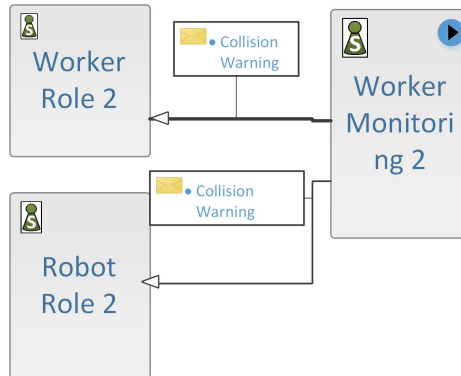 Worker
Role 2
• Collision
Warning
S
S
Worker
Monitori
ng 2
• Collision
Warning
S
Robot
Role 2